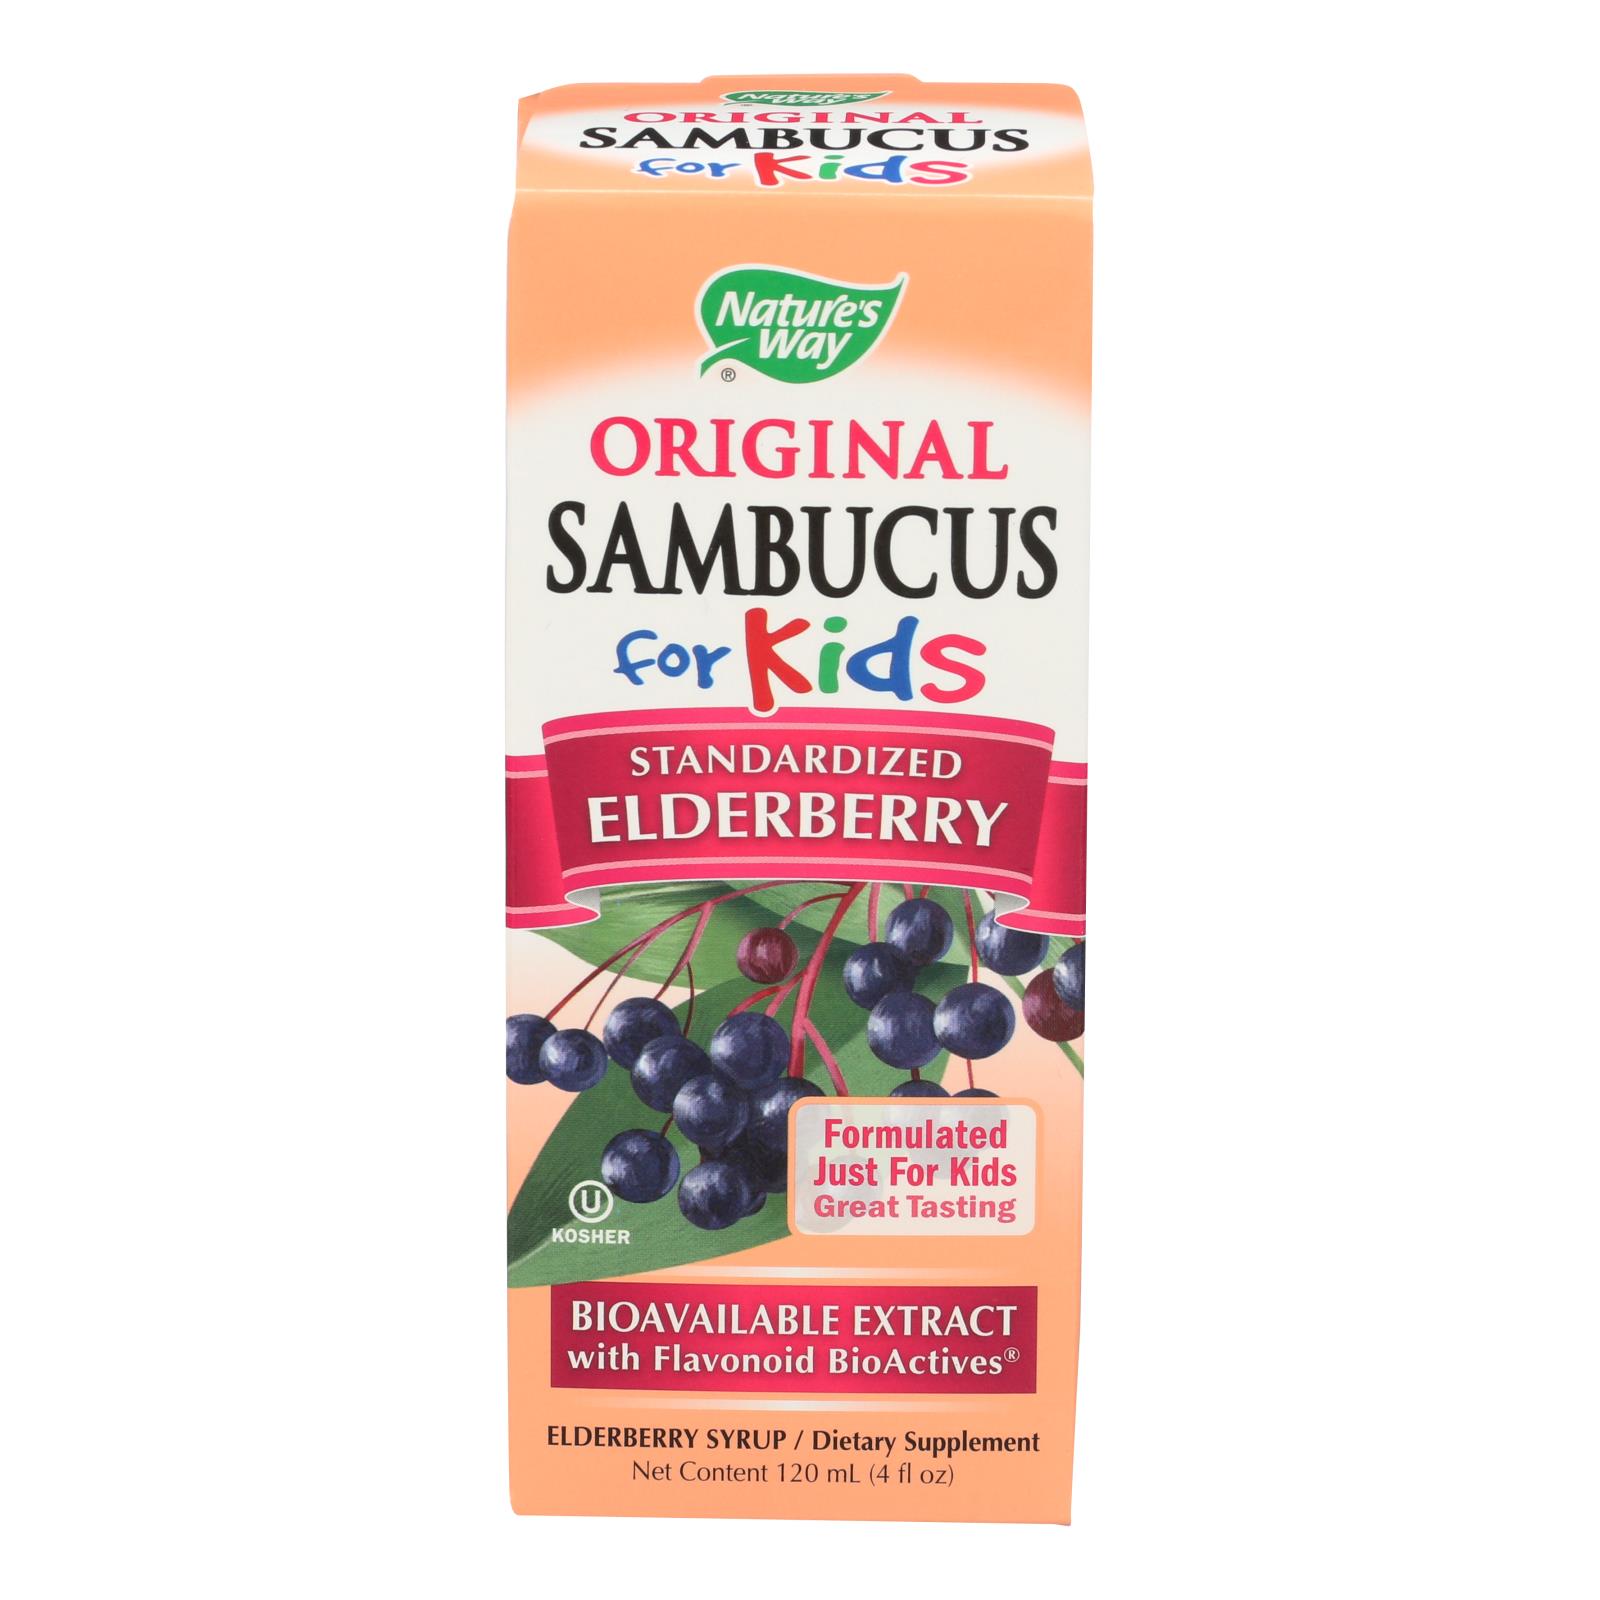 Nature's
Way
ORIGINAL
SAMBUCUS
for Kids
Nature's
Way
®
ORIGINAL
SAMBUCUS
for Kids
STANDARDIZED
ELDERBERRY
Formulated
Just For Kids
Great Tasting
U
KOSHER
BIOAVAILABLE EXTRACT
with Flavonoid BioActives®
ELDERBERRY SYRUP / Dietary Supplement
Net Content 120 mL (4 fl oz)